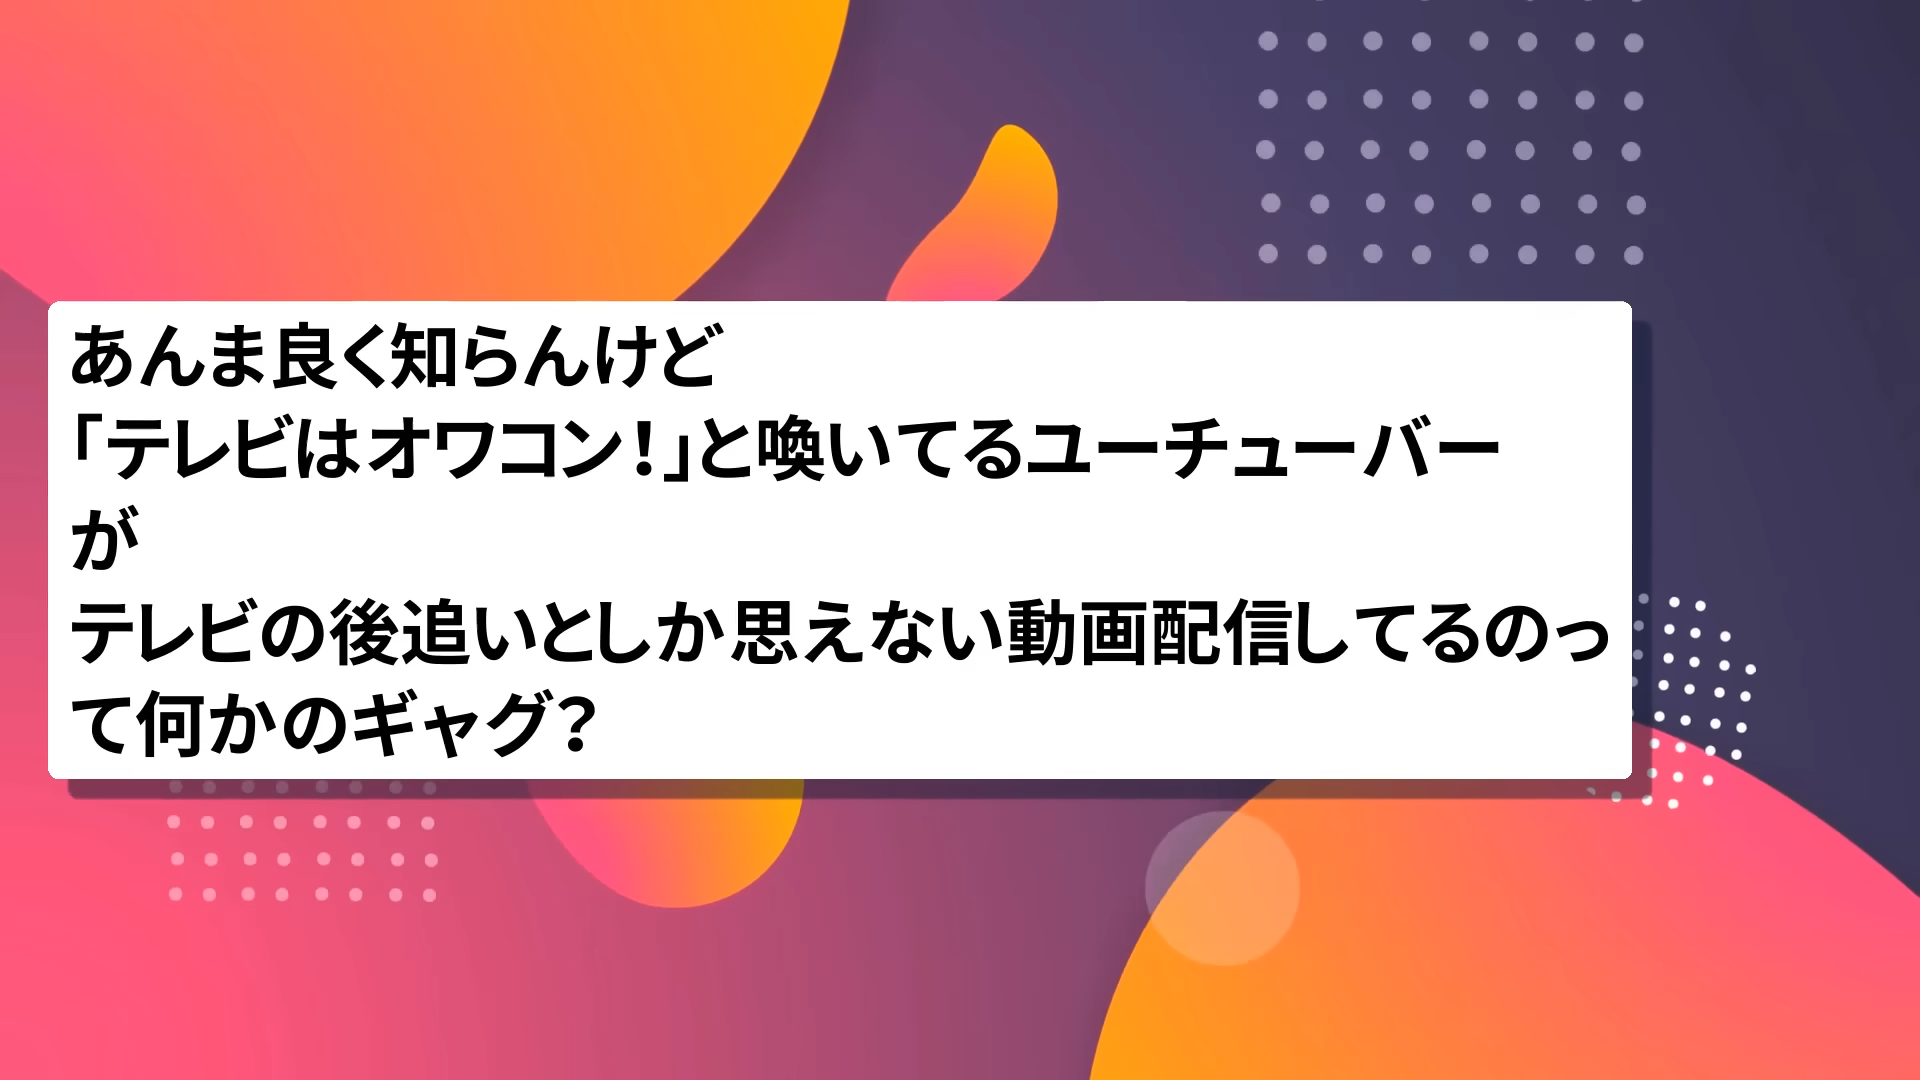 あんま良く知らんけど
「テレビはオワコン！」と喚いてるユーチューバー
が
テレビの後追いとしか思えない動画配信してるのっ
て何かのギャグ？